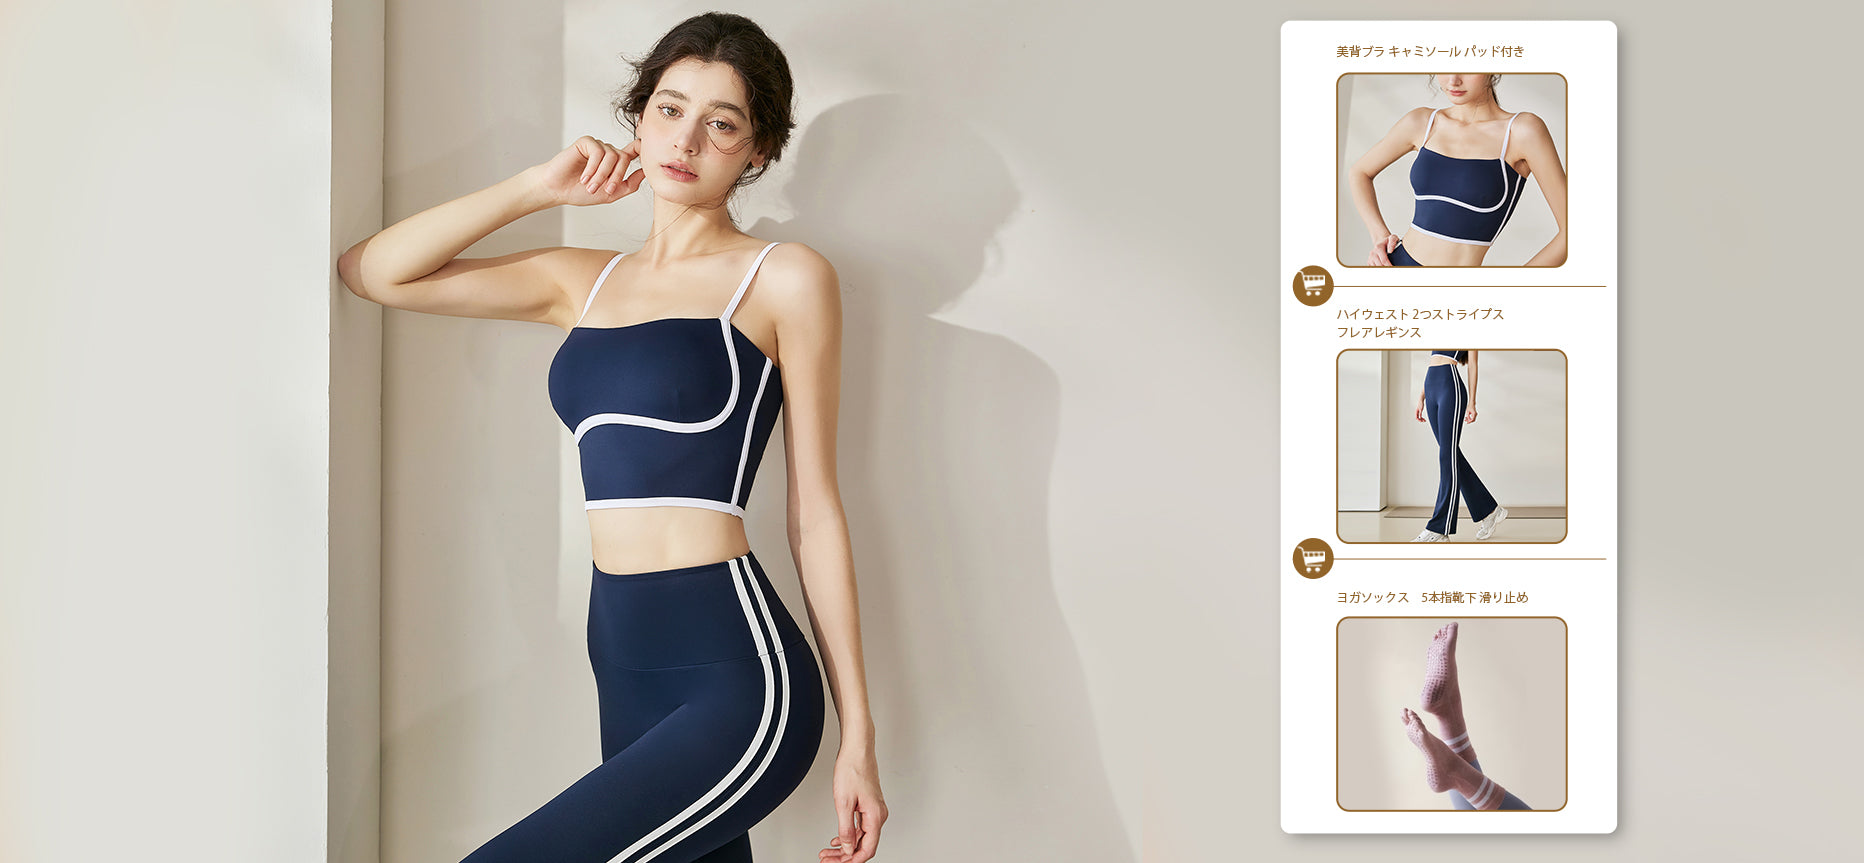 美背ブラ キャミソール パッド付き
ハイウェスト 2つストライプス
フレアレギンス
ヨガソックス　5本指靴下 滑り止め